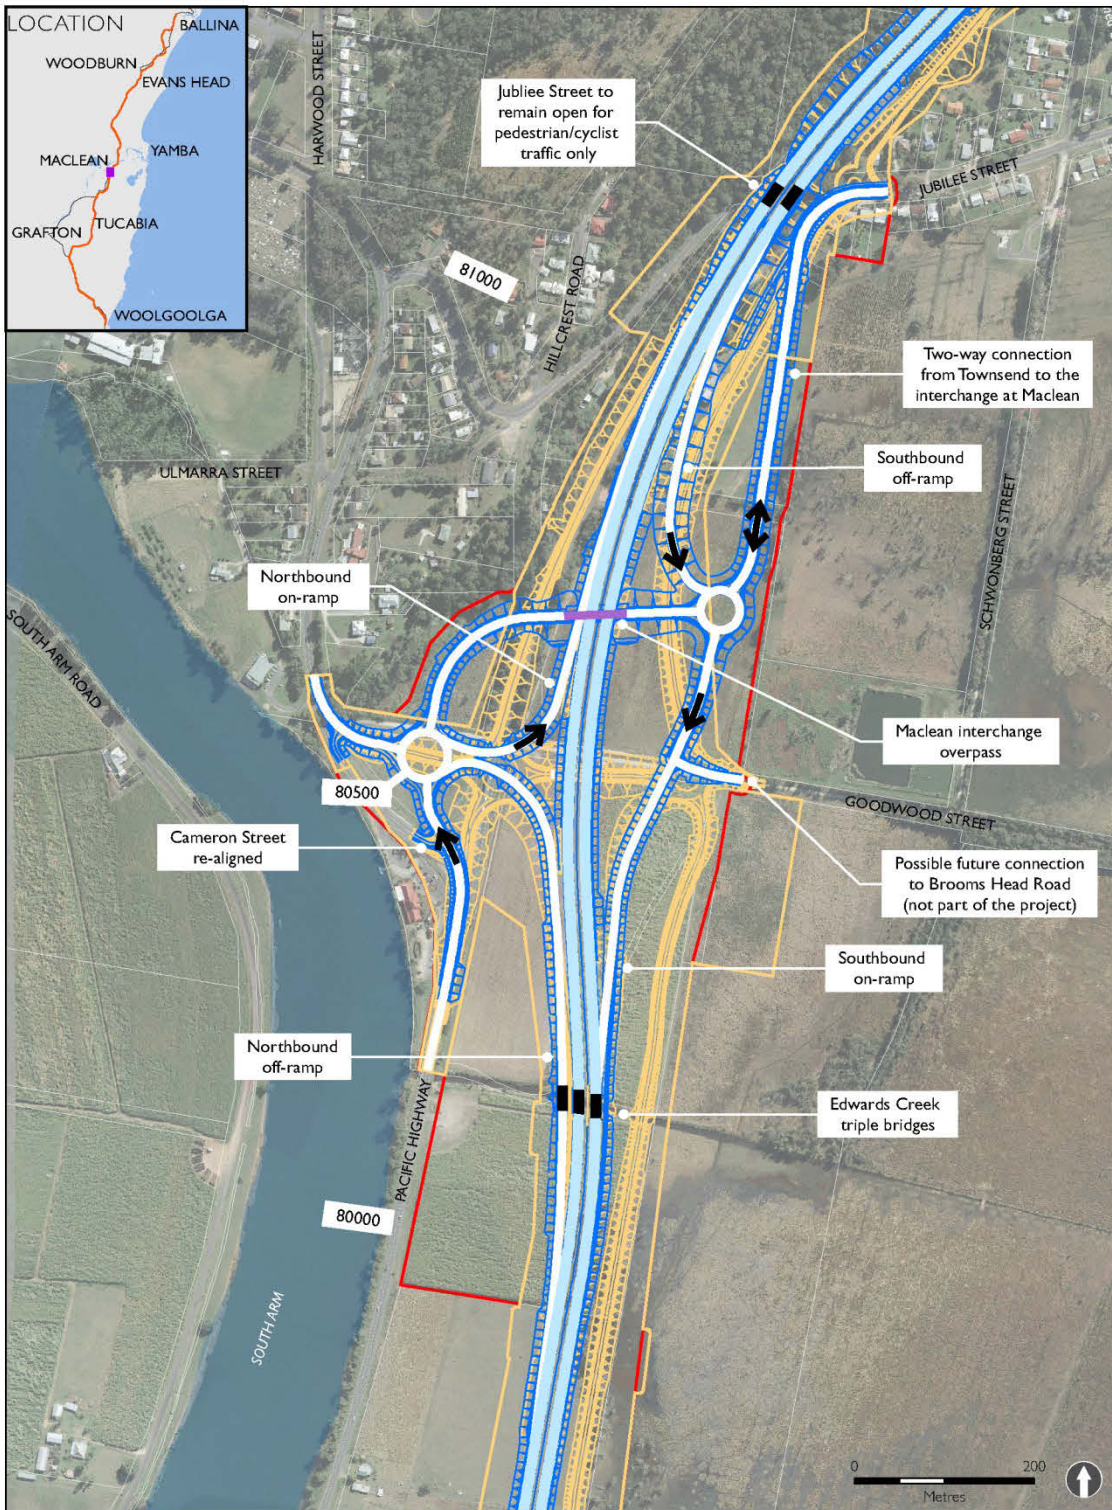 LOCATION
BALLINA
WOODBURN
EVANS HEAD
MACLEAN
YAMBA
TUCABIA
GRAFTON
WOOLGOOLGA
HARWOOD STREET
Jubliee Street to
remain open for
pedestrian/cyclist
traffic only
JUBILEE STREET
81000
HILLCREST ROAD
Two-way connection
from Townsend to the
interchange at Maclean
ULMARRA STREET
Southbound
off-ramp
SCHWONBERG STREET
Northbound
on-ramp
SOUTH ARM ROAD
Maclean interchange
overpass
80500
GOODWOOD STREET
Cameron Street
re-aligned
Possible future connection
to Brooms Head Road
(not part of the project)
Southbound
on-ramp
Northbound
off-ramp
Edwards Creek
triple bridges
PACIFIC HIGHWAY
80000
SOUTH ARM
0
200
Metres